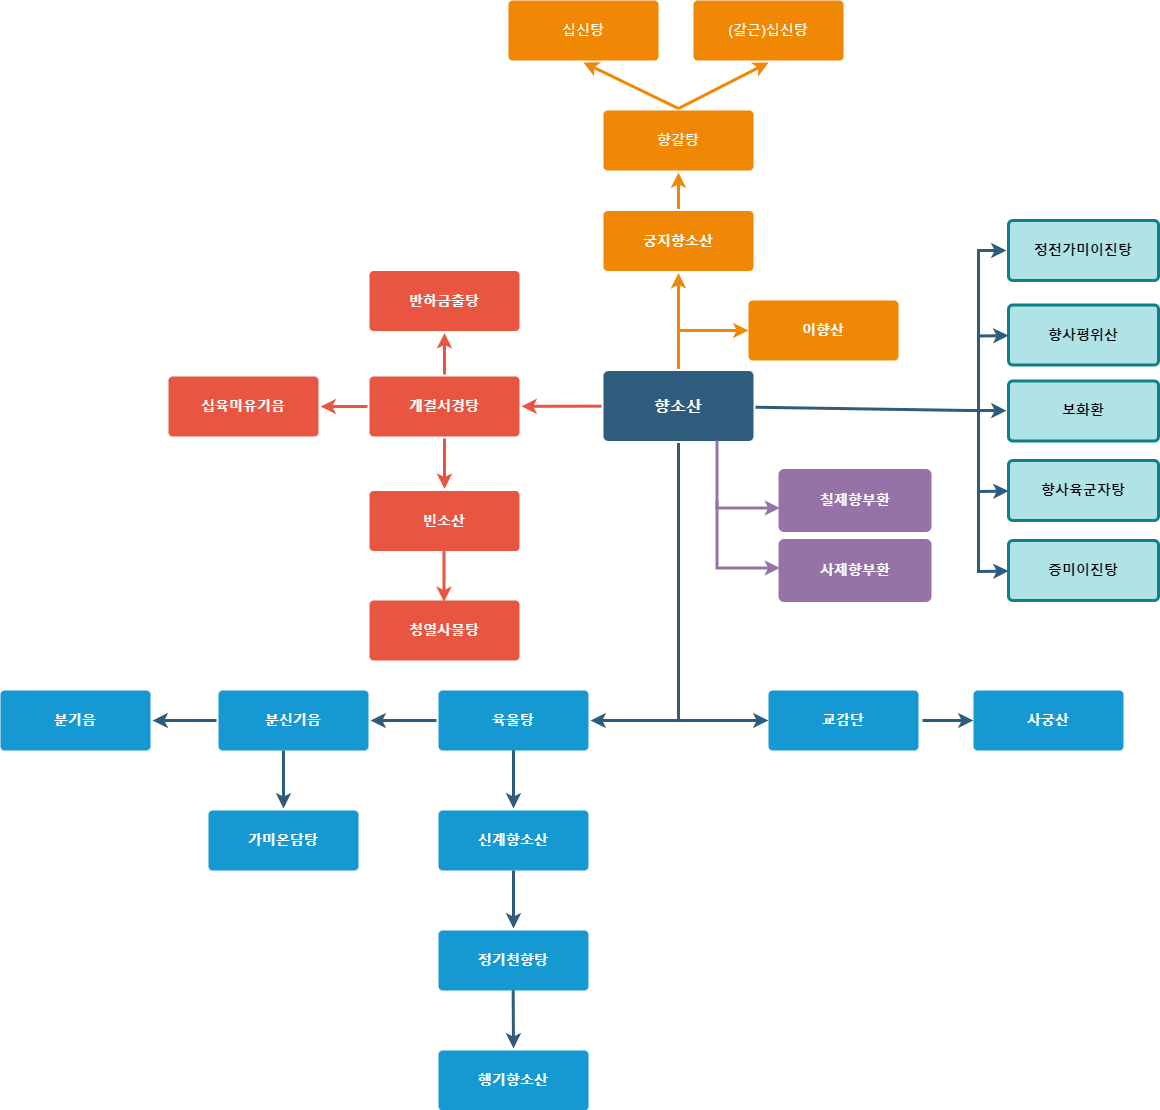 십신탕
(갈근)십신탕
향갈탕
궁지향소산
정전가미이진탕
반하금출탕
이향산
향사평위산
십육미유기음
개결서경탕
향소산
보화환
향사육군자탕
칠제향부환
빈소산
사제향부환
증미이진탕
청열사물탕
분기음
분신기음
육울탕
교감단
사궁산
가미온담탕
신계향소산
정기천향탕
행기향소산